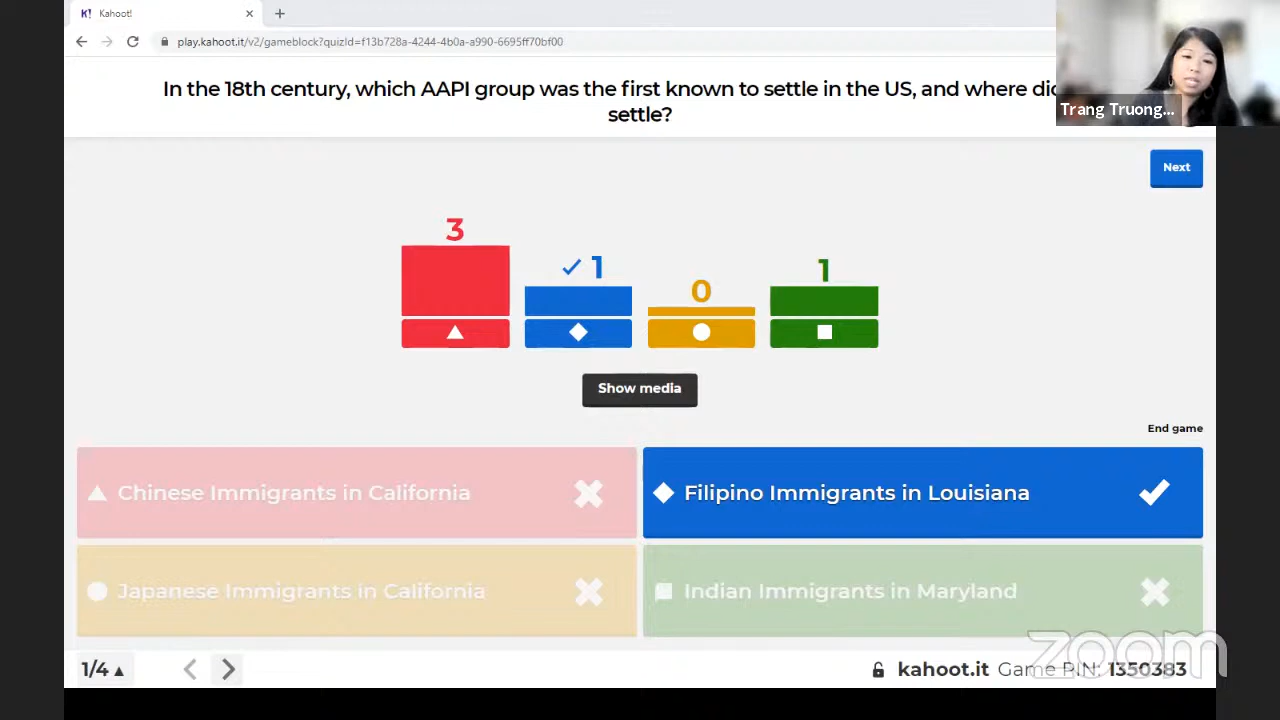 K! Kahoot!
play.kahoot.it/v2/gameblock?quizId=f13b728a-4244-4b0a-a990-6695ff70bf00
In the 18th century, which AAPI group was the first known to settle in the US, and where
settle?
Trang Truong...
Next
3
1
0
1
Show media
End game
Chinese Immigrants in California
Filipino Immigrants in Louisiana
Japanese Immigrants in California
Indian Immigrants in Maryland
zoom
1/4
kahoot.it Game PIN: 1350383